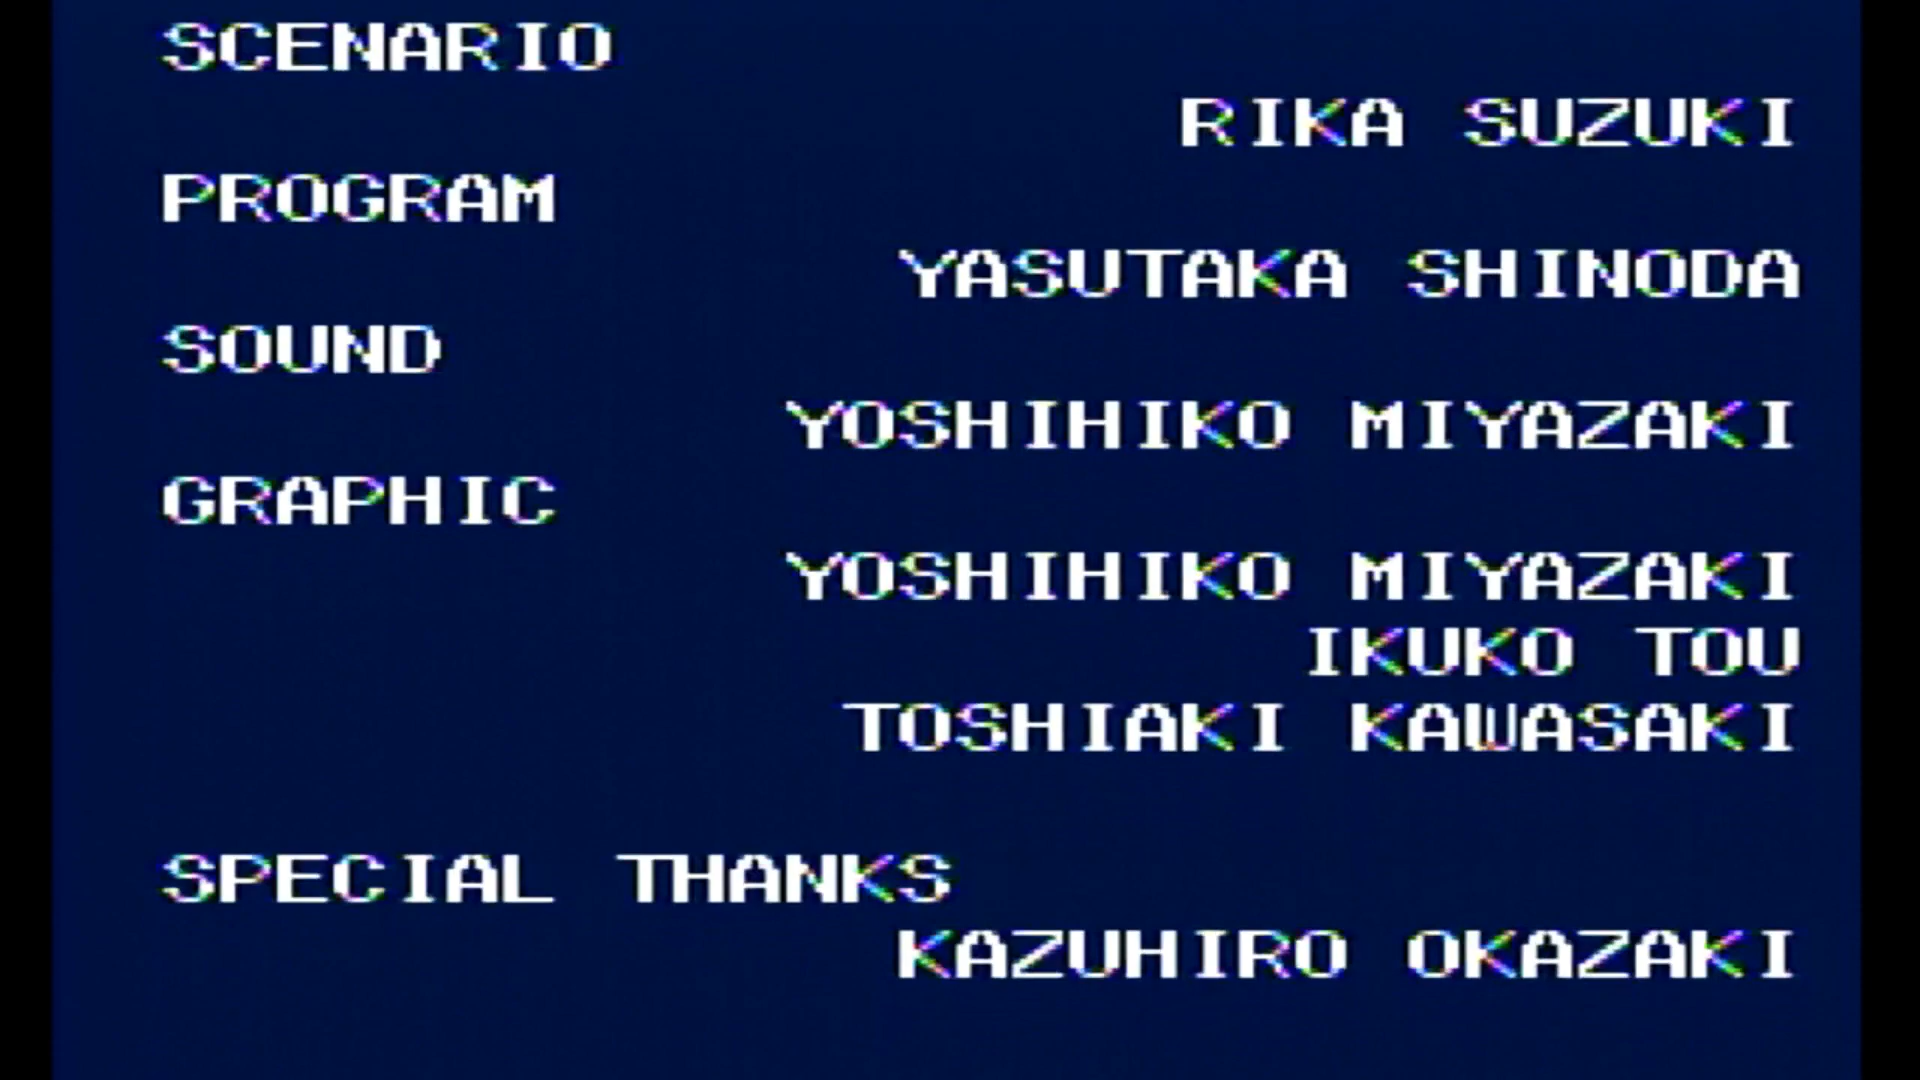 SCENARIO
RIKA SUZUKI
PROGRAM
YASUTAKA SHINODA
SOUND
YOSHIHIKO MIYAZAKI
GRAPHIC
YOSHIHIKO MIYAZAKI
IKUKO TOU
TOSHIAKI KAWASAKI
SPECIAL THANKS
KAZUHIRO OKAZAKI